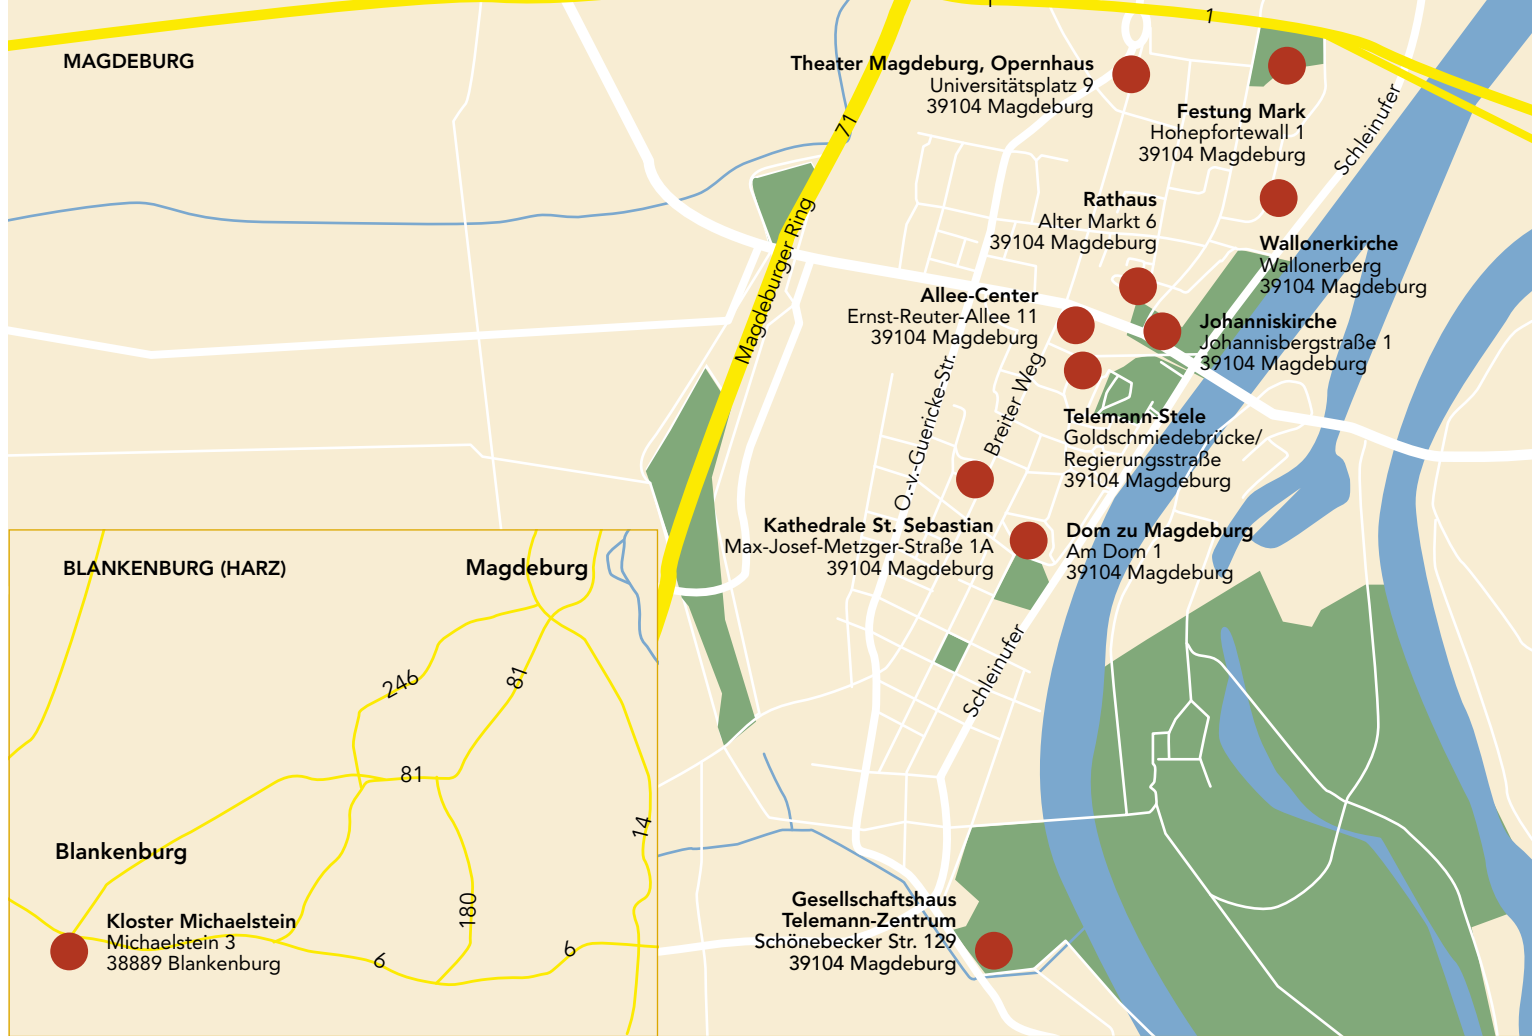 1
1
MAGDEBURG
Theater Magdeburg, Opernhaus
Universitätsplatz 9
39104 Magdeburg
Festung Mark
Hohepfortewall 1
39104 Magdeburg
Schleinufer
71
Magdeburger Ring
Rathaus
Alter Markt 6
39104 Magdeburg
Wallonerkirche
Wallonerberg
39104 Magdeburg
Allee-Center
Ernst-Reuter-Allee 11
39104 Magdeburg
Johanniskirche
Johannisbergstraße 1
39104 Magdeburg
O.-v.-Guericke-Str.
Breiter Weg
Telemann-Stele
Goldschmiedebrücke/
Regierungsstraße
39104 Magdeburg
Kathedrale St. Sebastian
Max-Josef-Metzger-Straße 1A
39104 Magdeburg
Dom zu Magdeburg
Am Dom 1
39104 Magdeburg
Schleinufer
Gesellschaftshaus
Telemann-Zentrum
Schönebecker Str. 129
39104 Magdeburg
BLANKENBURG (HARZ)
Magdeburg
246
81
81
14
Blankenburg
180
Kloster Michaelstein
Michaelstein 3
38889 Blankenburg
6
6